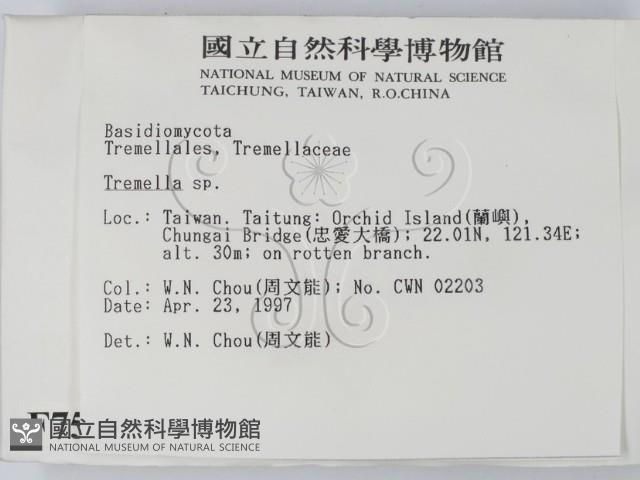 國立自然科學博物館
NATIONAL MUSEUM OF NATURAL SCIENCE
TAICHUNG, TAIWAN, R.O.CHINA
Basidiomycota
Tremellales, Tremellaceae
Tremella sp.
Loc.: Taiwan. Taitung: Orchid Island(蘭嶼),
Chungai Bridge(忠愛大橋); 22.01N, 121.34E;
alt. 30m; on rotten branch.
Col.: W.N. Chou(周文能); No. CWN 02203
Date: Apr. 23, 1997
Det.: W.N. Chou(周文能)
國立自然科學博物館
NATIONAL MUSEUM OF NATURAL SCIENCE